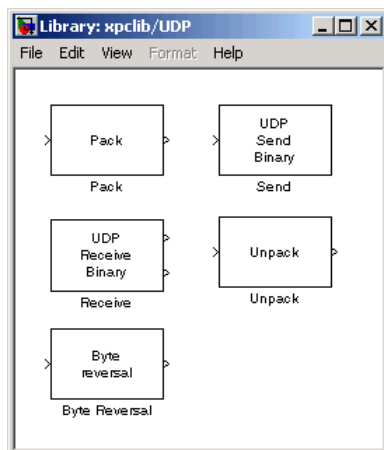 Library: xpclib/UDP
File Edit View Format Help
Pack
Pack
UDP
Send
Binary
Send
UDP
Receive
Binary
Receive
Unpack
Unpack
Byte
reversal
Byte Reversal